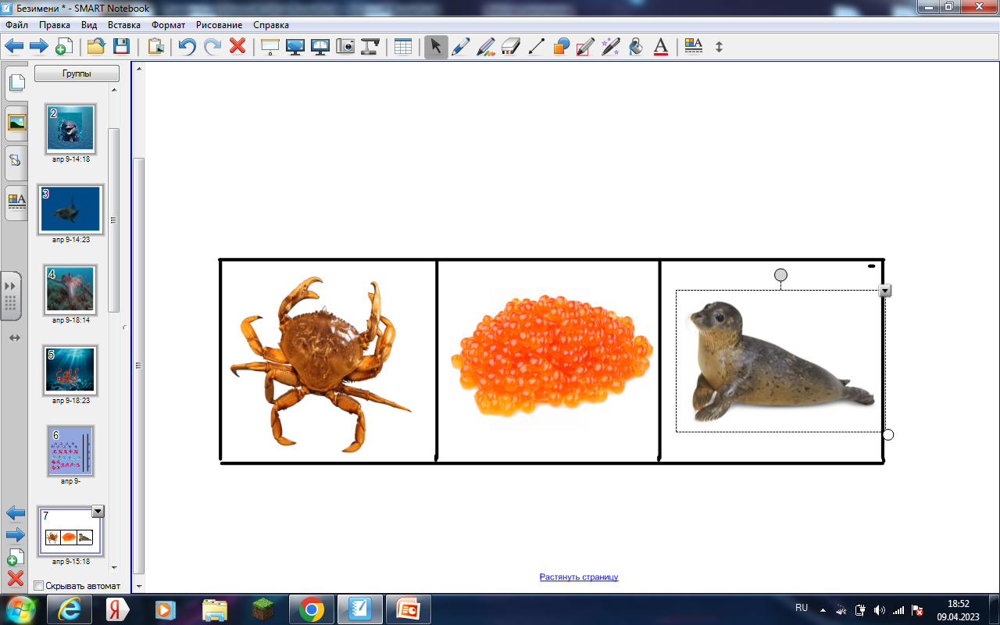 Безимени * - SMART Notebook
Файл Правка Вид Вставка Формат Рисование Справка
Группы
2
апр 9-14:18
3
апр 9-14:23
4
апр 9-18:14
5
апр 9-18:23
6
апр 9-
7
апр 9-15:18
Скрывать автомат
Растянуть страницу
RU
18:52
09.04.2023